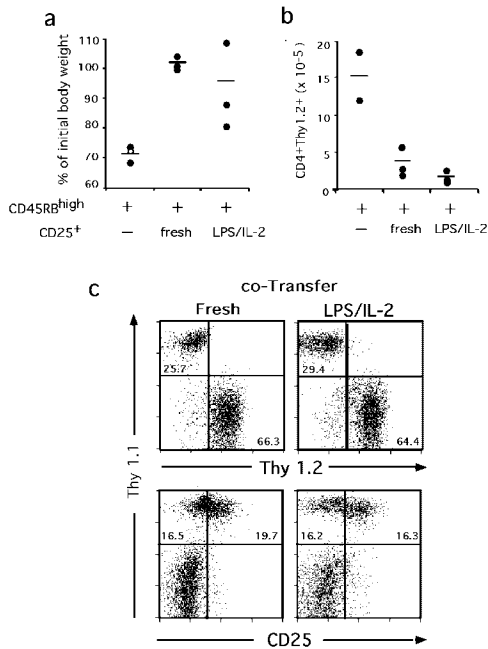 a
% of initial body weight
110
100
90
80
70
60
CD45RBhigh + + +
CD25+ − fresh LPS/IL-2
b
CD4+Thy1.2+ (x 10-5)
20
15
10
5
0
+ + +
− fresh LPS/IL-2
c
co-Transfer
Fresh LPS/IL-2
25.7
66.3
29.4
64.4
Thy 1.1
Thy 1.2
16.5 19.7
16.2 16.3
CD25